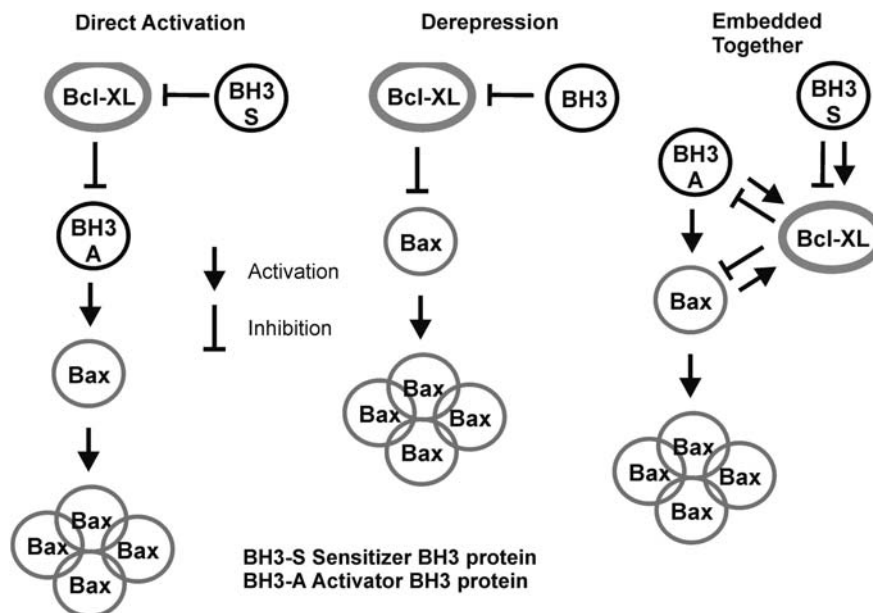 Direct Activation
Bcl-XL
BH3
S
BH3
A
Bax
Bax
Bax
Bax
Bax
Activation
Inhibition
Derepression
Bcl-XL
BH3
Bax
Bax
Bax
Bax
Bax
Embedded
Together
BH3
S
BH3
A
Bcl-XL
Bax
Bax
Bax
Bax
Bax
BH3-S Sensitizer BH3 protein
BH3-A Activator BH3 protein